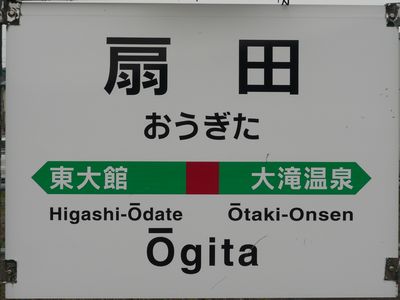 扇田
おうぎた
東大館 大滝温泉
Higashi-Ōdate Ōtaki-Onsen
Ōgita